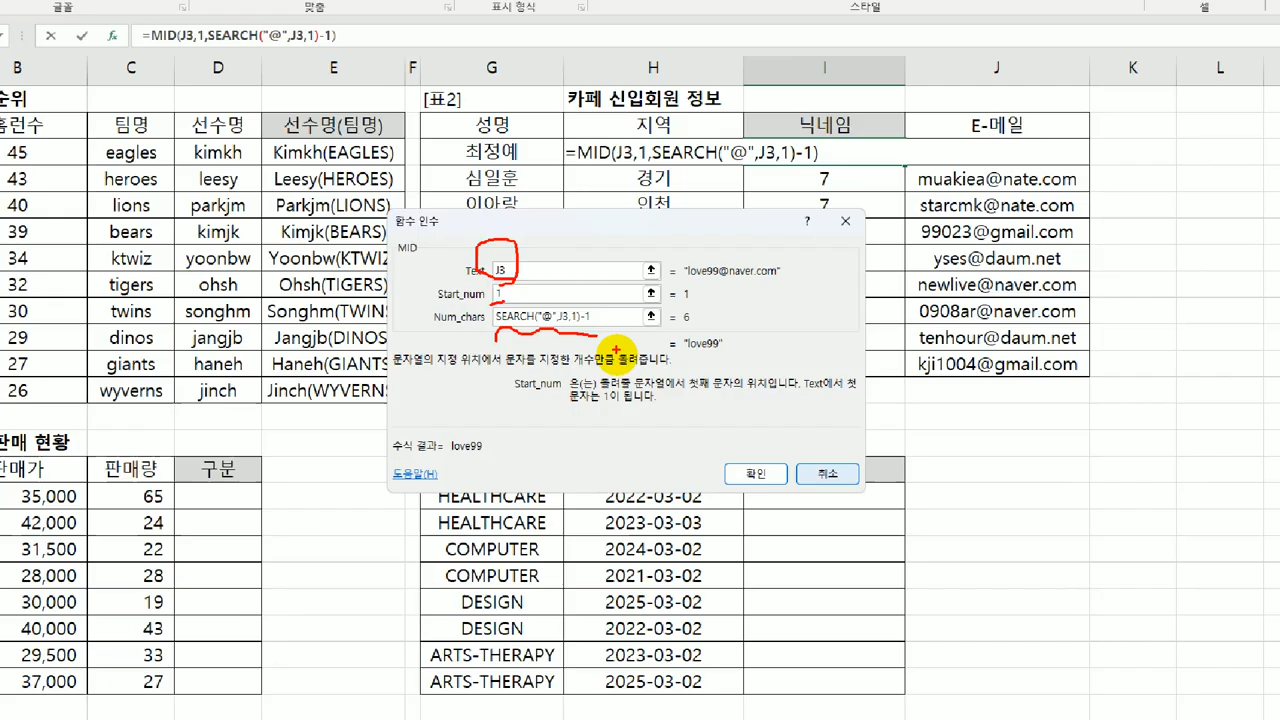 글꼴 맞춤 표시 형식 스타일 셀
=MID(J3,1,SEARCH("@",J3,1)-1)
B C D E F G H I J K L
순위 [표2] 카페 신입회원 정보
홈런수 팀명 선수명 선수명(팀명) 성명 지역 닉네임 E-메일
45 eagles kimkh Kimkh(EAGLES) 최정예 =MID(J3,1,SEARCH("@",J3,1)-1)
43 heroes leesy Leesy(HEROES) 심일훈 경기 7 muakiea@nate.com
40 lions parkjm Parkjm(LIONS) 이아랑 인천 7 starcmk@nate.com
39 bears kimjk Kimjk(BEARS) 99023@gmail.com
34 ktwiz yoonbw Yoonbw(KTWIZ yses@daum.net
32 tigers ohsh Ohsh(TIGERS) newlive@naver.com
30 twins songhm Songhm(TWINS 0908ar@naver.com
29 dinos jangjb Jangjb(DINOS) tenhour@daum.net
27 giants haneh Haneh(GIANTS kji1004@gmail.com
26 wyverns jinch Jinch(WYVERNS
함수 인수 ?
MID
Text J3 = "love99@naver.com"
Start_num 1 = 1
Num_chars SEARCH("@",J3,1)-1 = 6
= "love99"
문자열의 지정 위치에서 문자를 지정한 개수만큼 돌려줍니다.
Start_num 은(는) 돌려줄 문자열에서 첫째 문자의 위치입니다. Text에서 첫
문자는 1이 됩니다.
수식 결과= love99
도움말(H) 확인 취소
판매 현황
판매가 판매량 구분
35,000 65 HEALTHCARE 2022-03-02
42,000 24 HEALTHCARE 2023-03-03
31,500 22 COMPUTER 2024-03-02
28,000 28 COMPUTER 2021-03-02
30,000 19 DESIGN 2025-03-02
40,000 43 DESIGN 2022-03-02
29,500 33 ARTS-THERAPY 2023-03-02
37,000 27 ARTS-THERAPY 2025-03-02